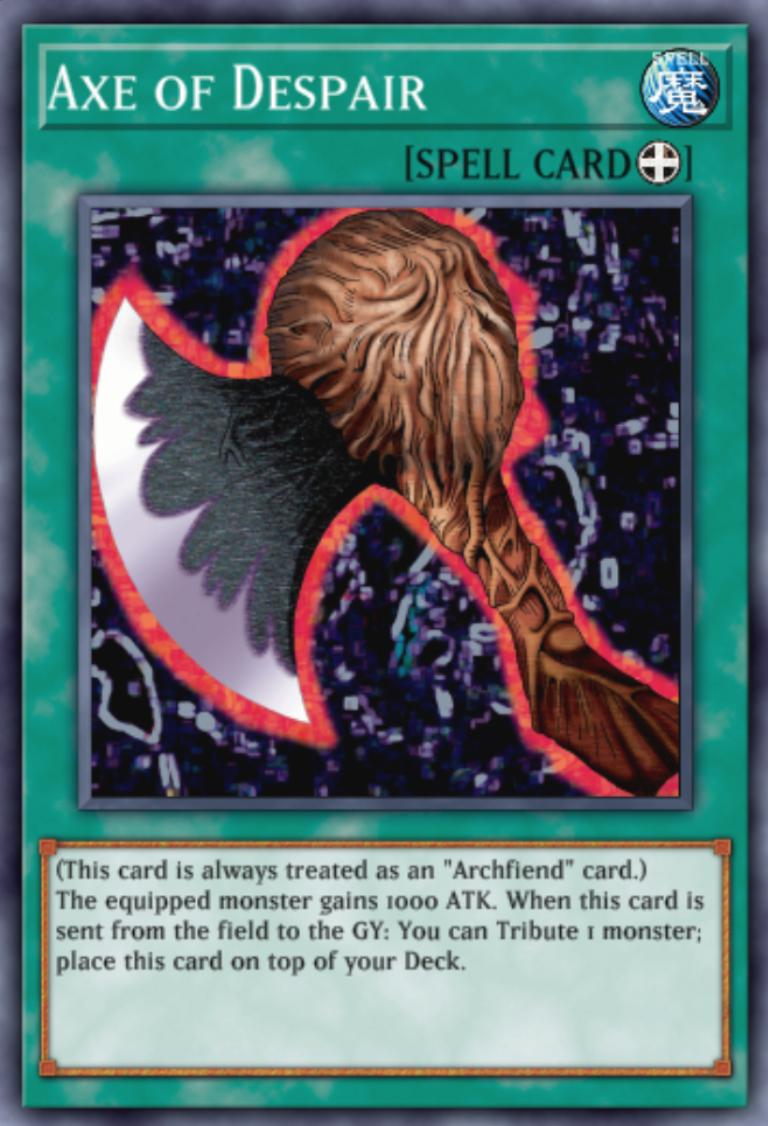 AXE OF DESPAIR
SPELL
魔
[SPELL CARD]
(This card is always treated as an "Archfiend" card.)
The equipped monster gains 1000 ATK. When this card is
sent from the field to the GY: You can Tribute 1 monster;
place this card on top of your Deck.